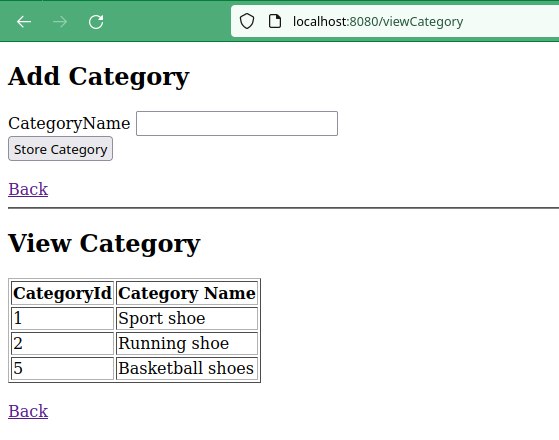 localhost:8080/viewCategory
Add Category
CategoryName
Store Category
Back
View Category
CategoryId Category Name
1 Sport shoe
2 Running shoe
5 Basketball shoes
Back